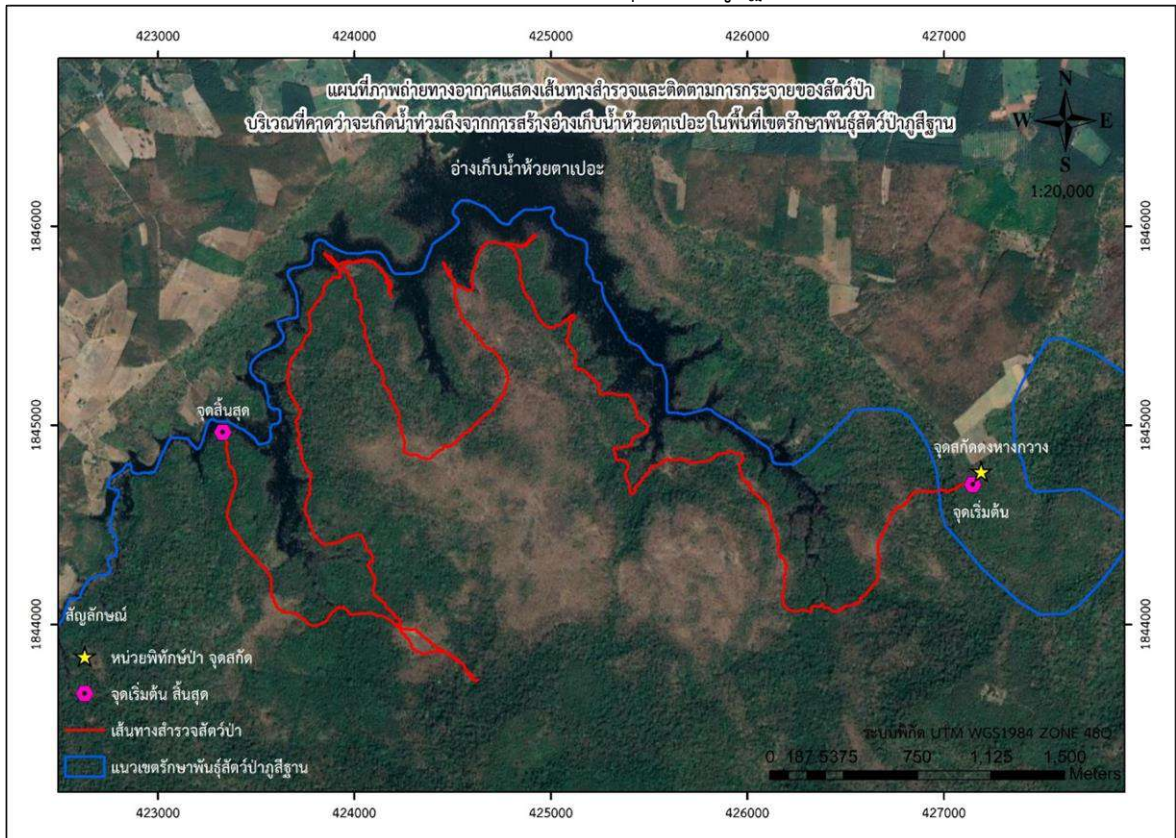 423000 424000 425000 426000 427000
แผนที่ภาพถ่ายทางอากาศแสดงเส้นทางสำรวจและติดตามการกระจายของสัตว์ป่า
บริเวณที่คาดว่าจะเกิดน้ำท่วมถึงจากการสร้างอ่างเก็บน้ำห้วยตาเปอะ ในพื้นที่เขตรักษาพันธุ์สัตว์ป่าภูสีฐาน
N
W E
S
1:20,000
อ่างเก็บน้ำห้วยตาเปอะ
1846000 1846000
จุดสิ้นสุด
1845000 1845000
จุดสกัดดงหางกวาง
จุดเริ่มต้น
1844000 1844000
สัญลักษณ์
หน่วยพิทักษ์ป่า จุดสกัด
จุดเริ่มต้น สิ้นสุด
เส้นทางสำรวจสัตว์ป่า
แนวเขตรักษาพันธุ์สัตว์ป่าภูสีฐาน
ระบบพิกัด UTM WGS1984 ZONE 48Q
0 187.5375 750 1,125 1,500
Meters
423000 424000 425000 426000 427000